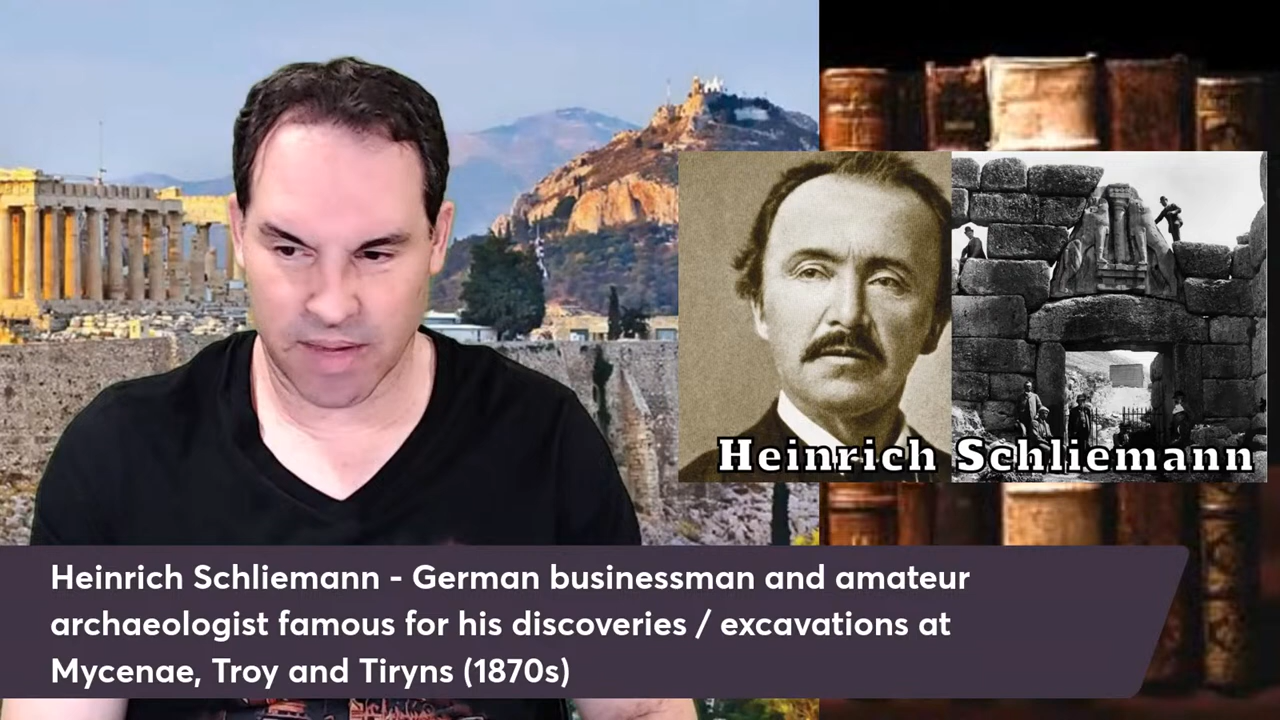 Heinrich Schliemann
Heinrich Schliemann - German businessman and amateur
archaeologist famous for his discoveries / excavations at
Mycenae, Troy and Tiryns (1870s)